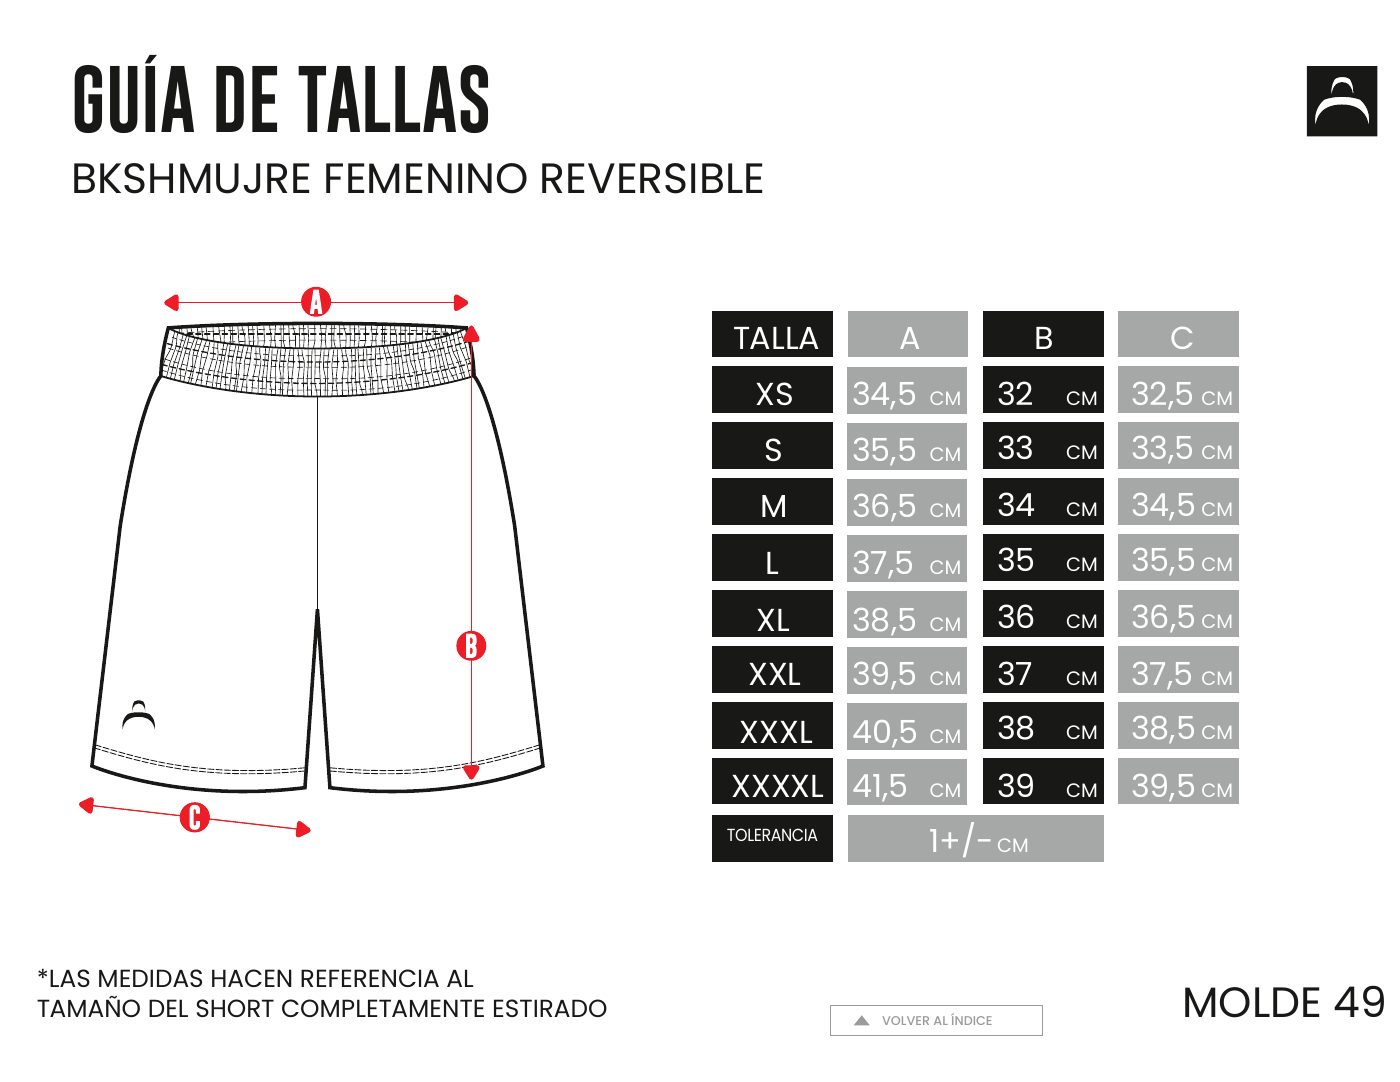 GUÍA DE TALLAS
BKSHMUJRE FEMENINO REVERSIBLE
A
B
C
TALLA A B C
XS 34,5 CM 32 CM 32,5 CM
S 35,5 CM 33 CM 33,5 CM
M 36,5 CM 34 CM 34,5 CM
L 37,5 CM 35 CM 35,5 CM
XL 38,5 CM 36 CM 36,5 CM
XXL 39,5 CM 37 CM 37,5 CM
XXXL 40,5 CM 38 CM 38,5 CM
XXXXL 41,5 CM 39 CM 39,5 CM
TOLERANCIA 1+/- CM
*LAS MEDIDAS HACEN REFERENCIA AL
TAMAÑO DEL SHORT COMPLETAMENTE ESTIRADO
VOLVER AL ÍNDICE
MOLDE 49